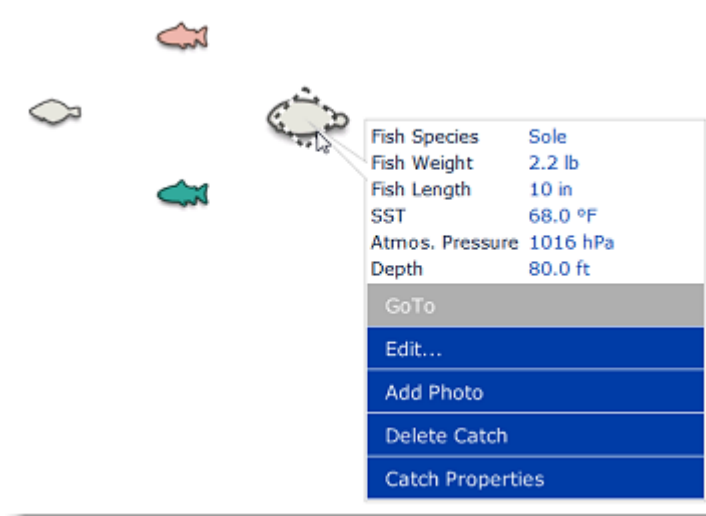 Fish Species Sole
Fish Weight 2.2 lb
Fish Length 10 in
SST 68.0 ºF
Atmos. Pressure 1016 hPa
Depth 80.0 ft
GoTo
Edit...
Add Photo
Delete Catch
Catch Properties